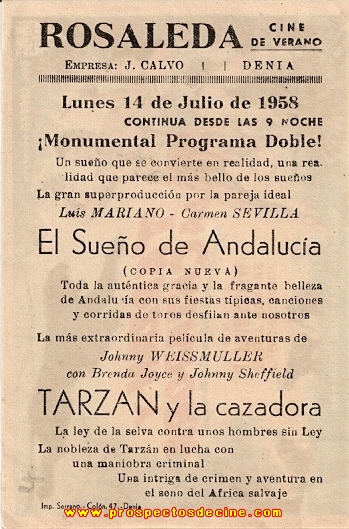 ROSALEDA CINE
DE VERANO
EMPRESA: J. CALVO | | DENIA
Lunes 14 de Julio de 1958
CONTINUA DESDE LAS 9 NOCHE
¡Monumental Programa Doble!
Un sueño que se convierte en realidad, una rea-
lidad que parece el más bello de los sueños
La gran superproducción por la pareja ideal
Luis MARIANO - Carmen SEVILLA
El Sueño de Andalucía
(COPIA NUEVA)
Toda la auténtica gracia y la fragante belleza
de Andalucía con sus fiestas típicas, canciones
y corridas de toros desfilan ante nosotros
La más extraordinaria película de aventuras de
Johnny WEISSMULLER
con Brenda Joyce y Johnny Sheffield
TARZAN y la cazadora
La ley de la selva contra unos hombres sin Ley
La nobleza de Tarzán en lucha con
una maniobra criminal
Una intriga de crimen y aventura en
el seno del Africa salvaje
Imp. Serrano.-Colón, 47.-Denia
www.prospectosdecine.com